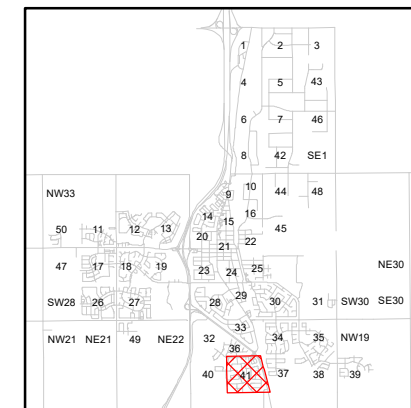 1 2 3
4 5 43
6 7 46
8 42 SE1
NW33 9 10 44 48
14 15 16
50 11 12 13 20 21 22 45
47 17 18 19 23 24 25 NE30
SW28 26 27 28 29 30 31 SW30 SE30
33
NW21 NE21 49 NE22 32 34 35 NW19
36
40 41 37 38 39